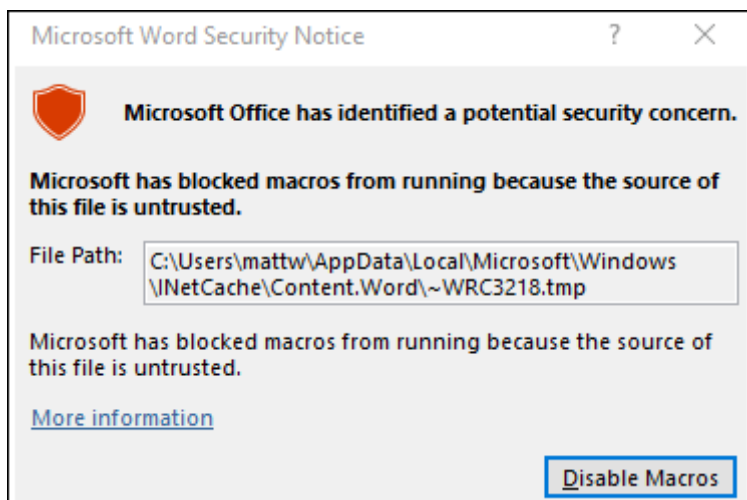 Microsoft Word Security Notice ? ×
Microsoft Office has identified a potential security concern.
Microsoft has blocked macros from running because the source of
this file is untrusted.
File Path: C:\Users\mattw\AppData\Local\Microsoft\Windows
\INetCache\Content.Word\~WRC3218.tmp
Microsoft has blocked macros from running because the source of
this file is untrusted.
More information
Disable Macros